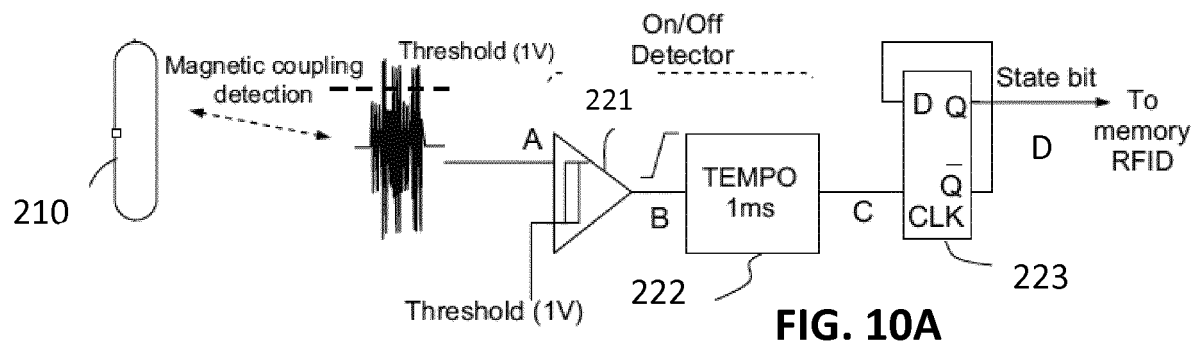 On/Off
Detector
Threshold (1V)
Magnetic coupling
detection
221
A
B
TEMPO
1ms
C
D Q
Q̅
CLK
State bit
D
To
memory
RFID
210
Threshold (1V)
222
223
FIG. 10A